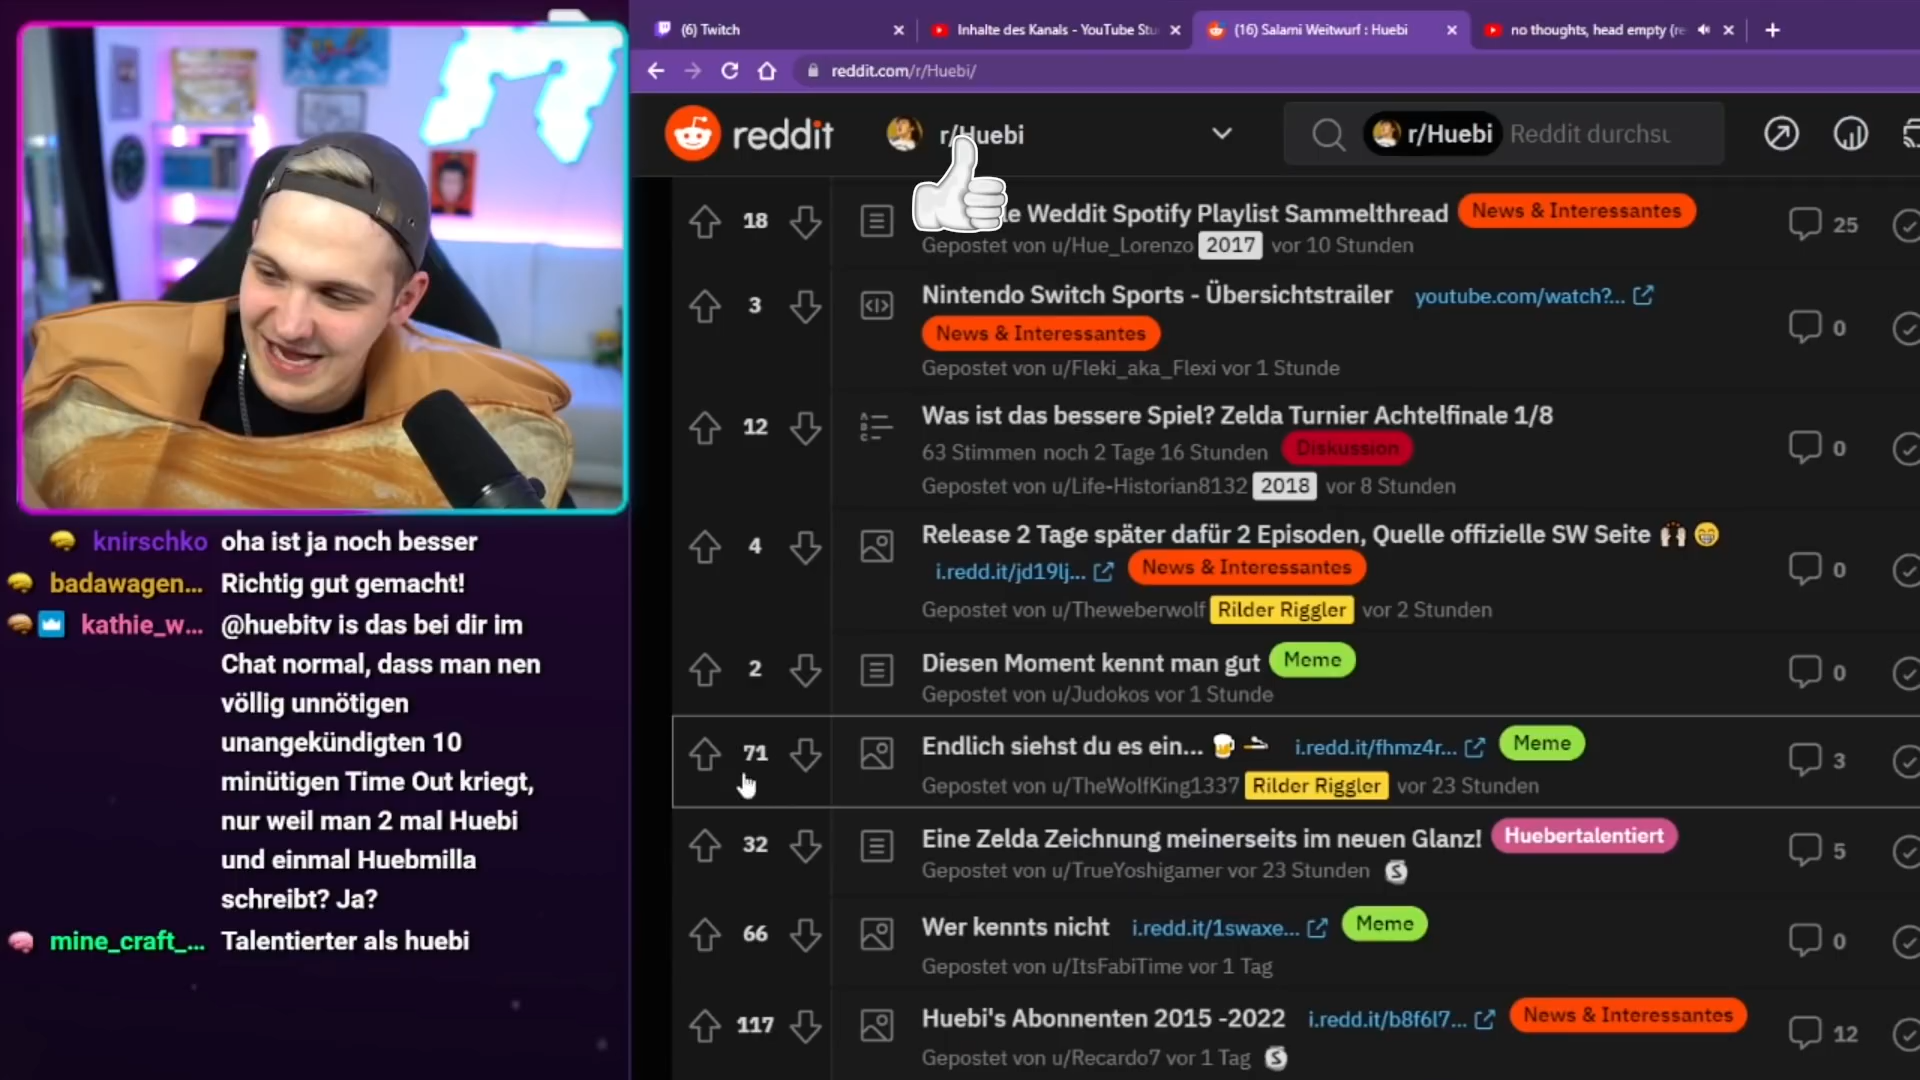 (6) Twitch
Inhalte des Kanals - YouTube Stu
(16) Salami Weitwurf : Huebi
no thoughts, head empty (re
reddit.com/r/Huebi/
reddit
r/Huebi
r/Huebi
Reddit durchsu
18
le Weddit Spotify Playlist Sammelthread
News & Interessantes
Gepostet von u/Hue_Lorenzo 2017 vor 10 Stunden
25
3
Nintendo Switch Sports - Übersichtstrailer
youtube.com/watch?...
News & Interessantes
Gepostet von u/Fleki_aka_Flexi vor 1 Stunde
0
12
Was ist das bessere Spiel? Zelda Turnier Achtelfinale 1/8
63 Stimmen noch 2 Tage 16 Stunden
Diskussion
Gepostet von u/Life-Historian8132 2018 vor 8 Stunden
0
4
Release 2 Tage später dafür 2 Episoden, Quelle offizielle SW Seite 🙌 😁
i.redd.it/jd19lj...
News & Interessantes
Gepostet von u/Theweberwolf Rilder Riggler vor 2 Stunden
0
2
Diesen Moment kennt man gut
Meme
Gepostet von u/Judokos vor 1 Stunde
0
71
Endlich siehst du es ein...
i.redd.it/fhmz4r...
Meme
Gepostet von u/TheWolfKing1337 Rilder Riggler vor 23 Stunden
3
32
Eine Zelda Zeichnung meinerseits im neuen Glanz!
Huebertalentiert
Gepostet von u/TrueYoshigamer vor 23 Stunden
5
66
Wer kennts nicht
i.redd.it/1swaxe...
Meme
Gepostet von u/ItsFabiTime vor 1 Tag
0
117
Huebi's Abonnenten 2015 -2022
i.redd.it/b8f6l7...
News & Interessantes
Gepostet von u/Recardo7 vor 1 Tag
12
knirschko oha ist ja noch besser
badawagen... Richtig gut gemacht!
kathie_w... @huebitv is das bei dir im
Chat normal, dass man nen
völlig unnötigen
unangekündigten 10
minütigen Time Out kriegt,
nur weil man 2 mal Huebi
und einmal Huebmilla
schreibt? Ja?
mine_craft_... Talentierter als huebi